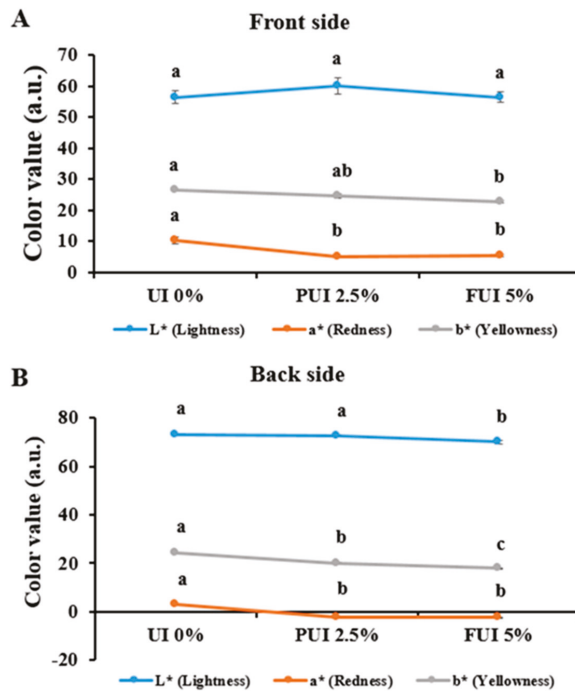 A
Front side
Color value (a.u.)
70
60
50
40
30
20
10
0
a a a
a ab b
a b b
UI 0% PUI 2.5% FUI 5%
L* (Lightness) a* (Redness) b* (Yellowness)
B
Back side
Color value (a.u.)
80
60
40
20
0
-20
a a b
a b c
a b b
UI 0% PUI 2.5% FUI 5%
L* (Lightness) a* (Redness) b* (Yellowness)